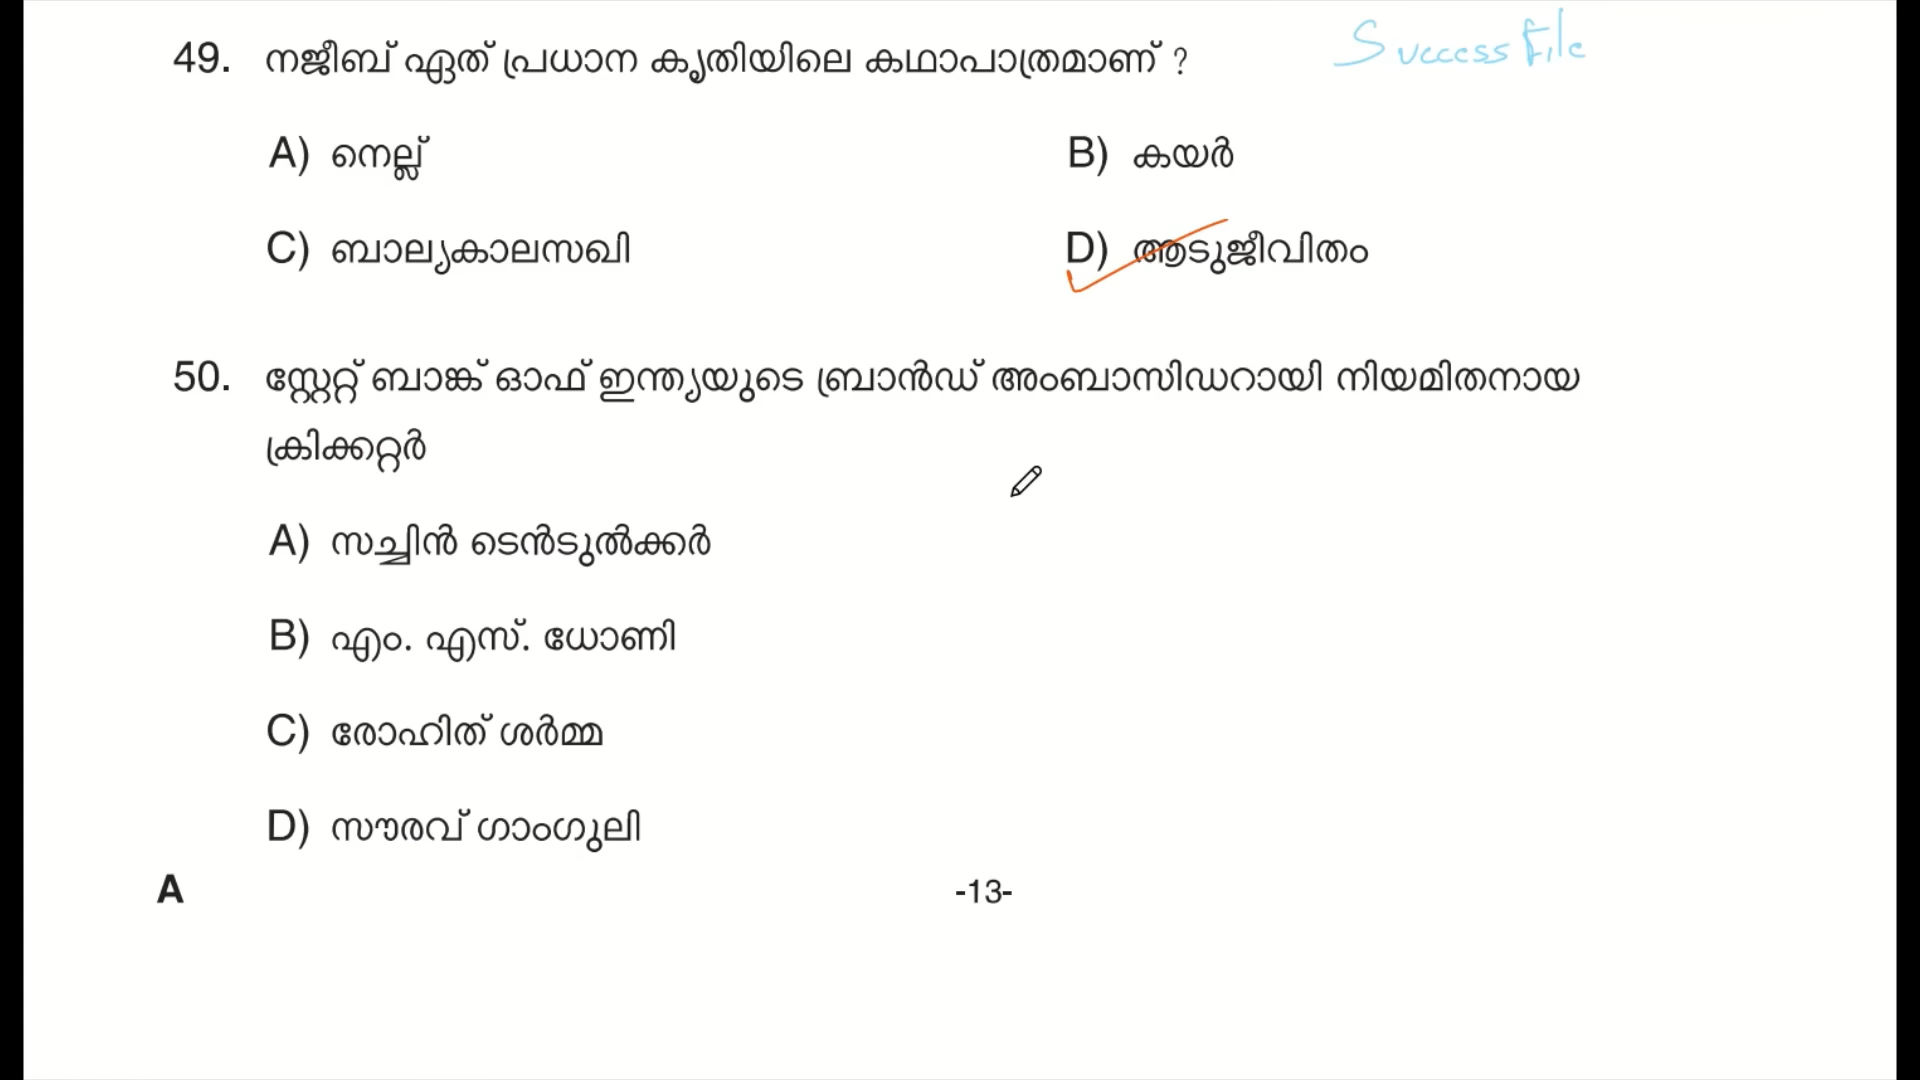 Success File
49. നജീബ് ഏത് പ്രധാന കൃതിയിലെ കഥാപാത്രമാണ് ?
A) നെല്ല് B) കയർ
C) ബാല്യകാലസഖി D) ആടുജീവിതം
50. സ്റ്റേറ്റ് ബാങ്ക് ഓഫ് ഇന്ത്യയുടെ ബ്രാൻഡ് അംബാസിഡറായി നിയമിതനായ
ക്രിക്കറ്റർ
A) സച്ചിൻ ടെൻടുൽക്കർ
B) എം. എസ്. ധോണി
C) രോഹിത് ശർമ്മ
D) സൗരവ് ഗാംഗുലി
A -13-